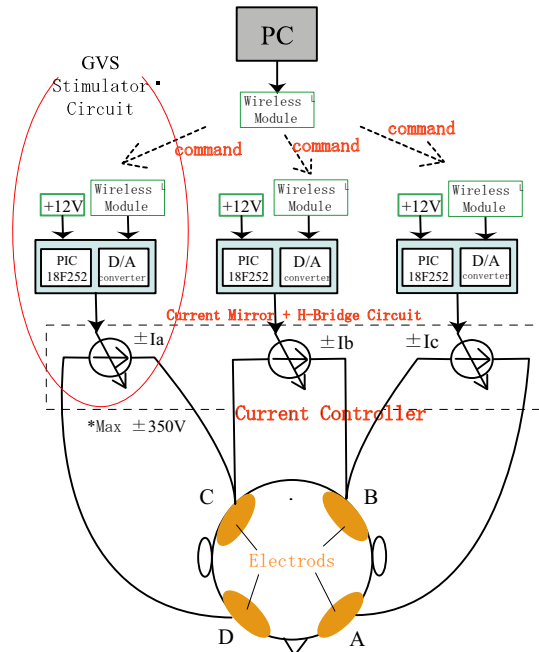 PC
GVS
Stimulator
Circuit
Wireless
Module
command
command
command
+12V
Wireless
Module
+12V
Wireless
Module
+12V
Wireless
Module
PIC
18F252
D/A
converter
PIC
18F252
D/A
converter
PIC
18F252
D/A
converter
Current Mirror + H-Bridge Circuit
±Ia
±Ib
±Ic
*Max ±350V
Current Controller
C
B
Electrods
D
A